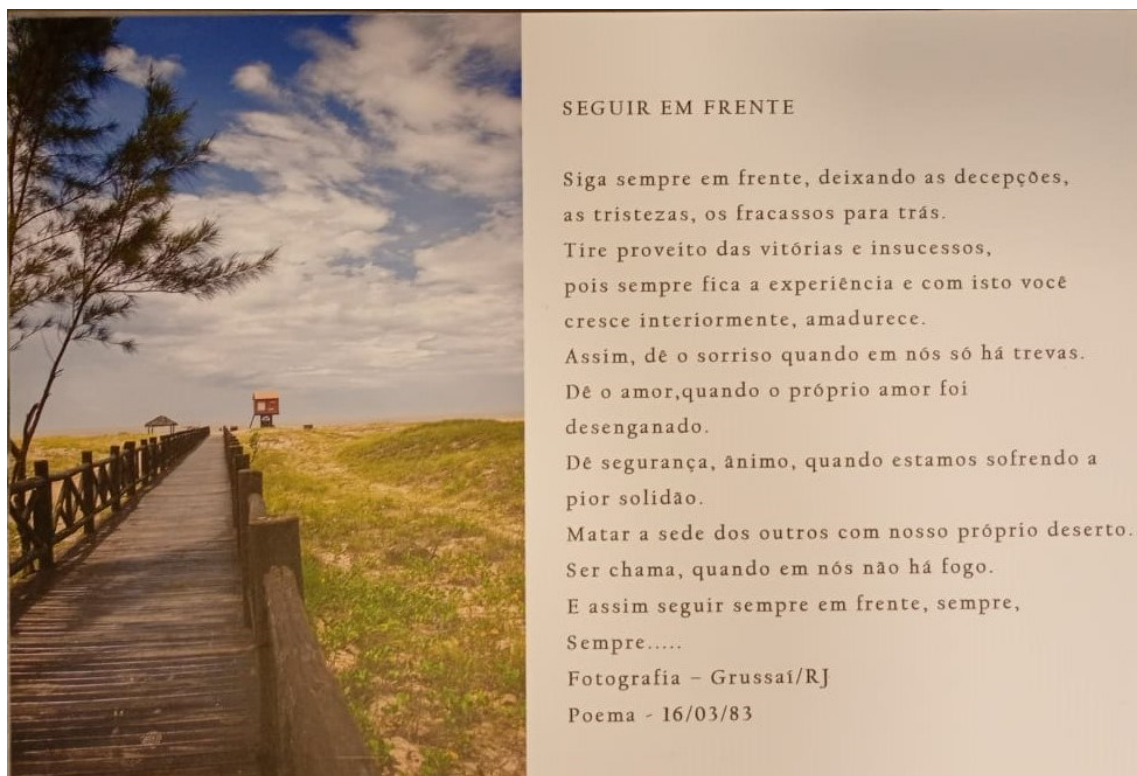 SEGUIR EM FRENTE
Siga sempre em frente, deixando as decepções,
as tristezas, os fracassos para trás.
Tire proveito das vitórias e insucessos,
pois sempre fica a experiência e com isto você
cresce interiormente, amadurece.
Assim, dê o sorriso quando em nós só há trevas.
Dê o amor,quando o próprio amor foi
desenganado.
Dê segurança, ânimo, quando estamos sofrendo a
pior solidão.
Matar a sede dos outros com nosso próprio deserto.
Ser chama, quando em nós não há fogo.
E assim seguir sempre em frente, sempre,
Sempre.....
Fotografia – Grussaí/RJ
Poema - 16/03/83